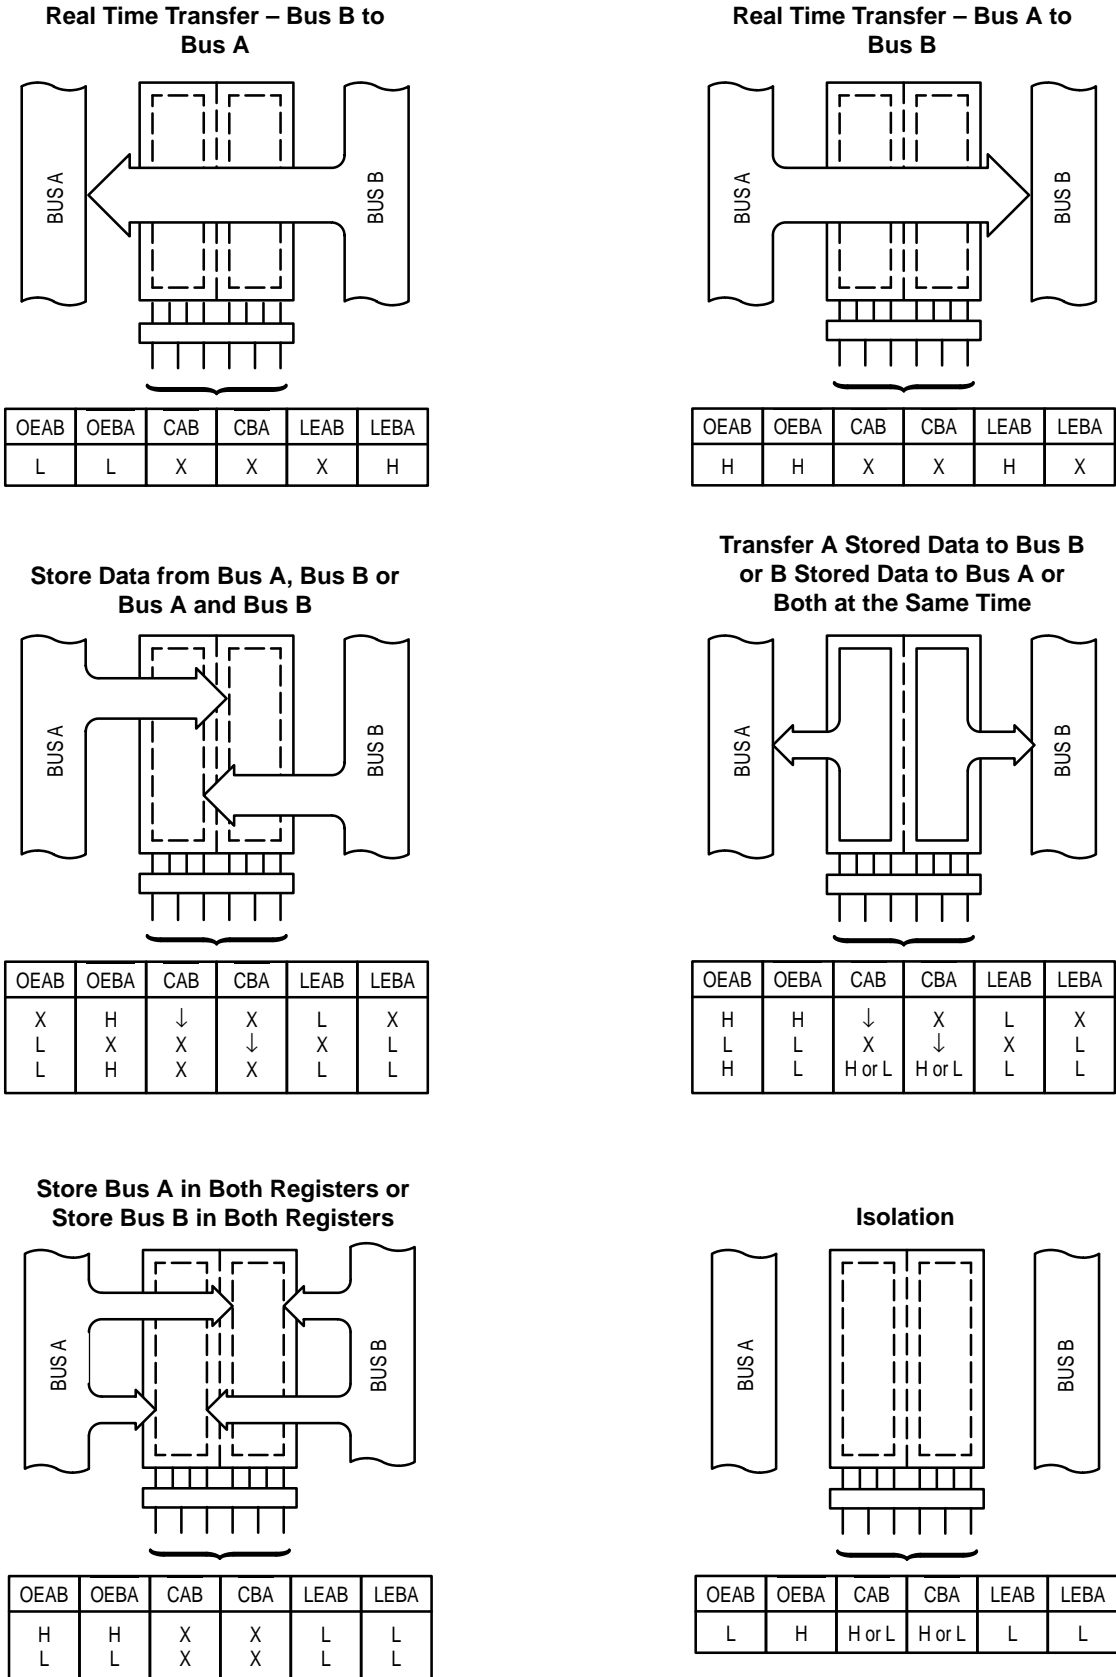 Real Time Transfer – Bus B to
Bus A
BUS A
BUS B
OEAB OEBA CAB CBA LEAB LEBA
L L X X X H
Real Time Transfer – Bus A to
Bus B
BUS A
BUS B
OEAB OEBA CAB CBA LEAB LEBA
H H X X H X
Store Data from Bus A, Bus B or
Bus A and Bus B
BUS A
BUS B
OEAB OEBA CAB CBA LEAB LEBA
X H ↓ X L X
L X X ↓ X L
L H X X L L
Transfer A Stored Data to Bus B
or B Stored Data to Bus A or
Both at the Same Time
BUS A
BUS B
OEAB OEBA CAB CBA LEAB LEBA
H H ↓ X L X
L L X ↓ X L
H L H or L H or L L L
Store Bus A in Both Registers or
Store Bus B in Both Registers
BUS A
BUS B
OEAB OEBA CAB CBA LEAB LEBA
H H X X L L
L L X X L L
Isolation
BUS A
BUS B
OEAB OEBA CAB CBA LEAB LEBA
L H H or L H or L L L